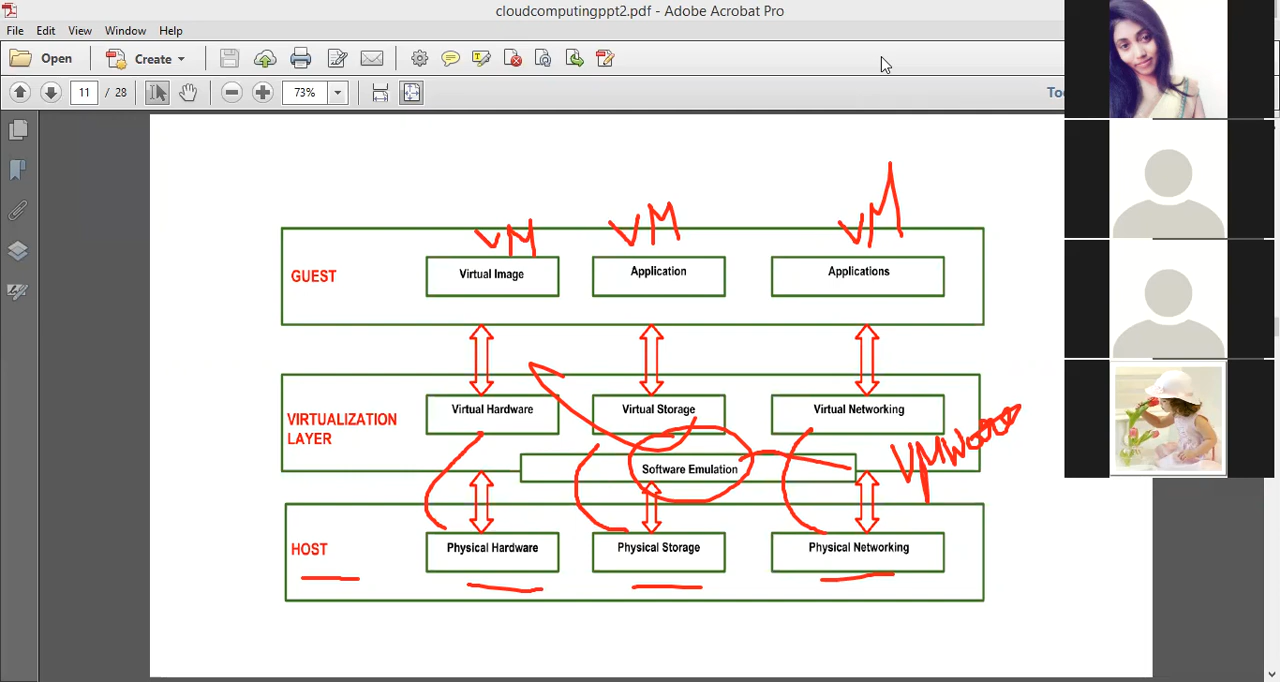 cloudcomputingppt2.pdf - Adobe Acrobat Pro
File Edit View Window Help
Open Create
11 / 28 73% Too
VM VM VM
GUEST Virtual Image Application Applications
VIRTUALIZATION LAYER Virtual Hardware Virtual Storage Virtual Networking
Software Emulation
HOST Physical Hardware Physical Storage Physical Networking